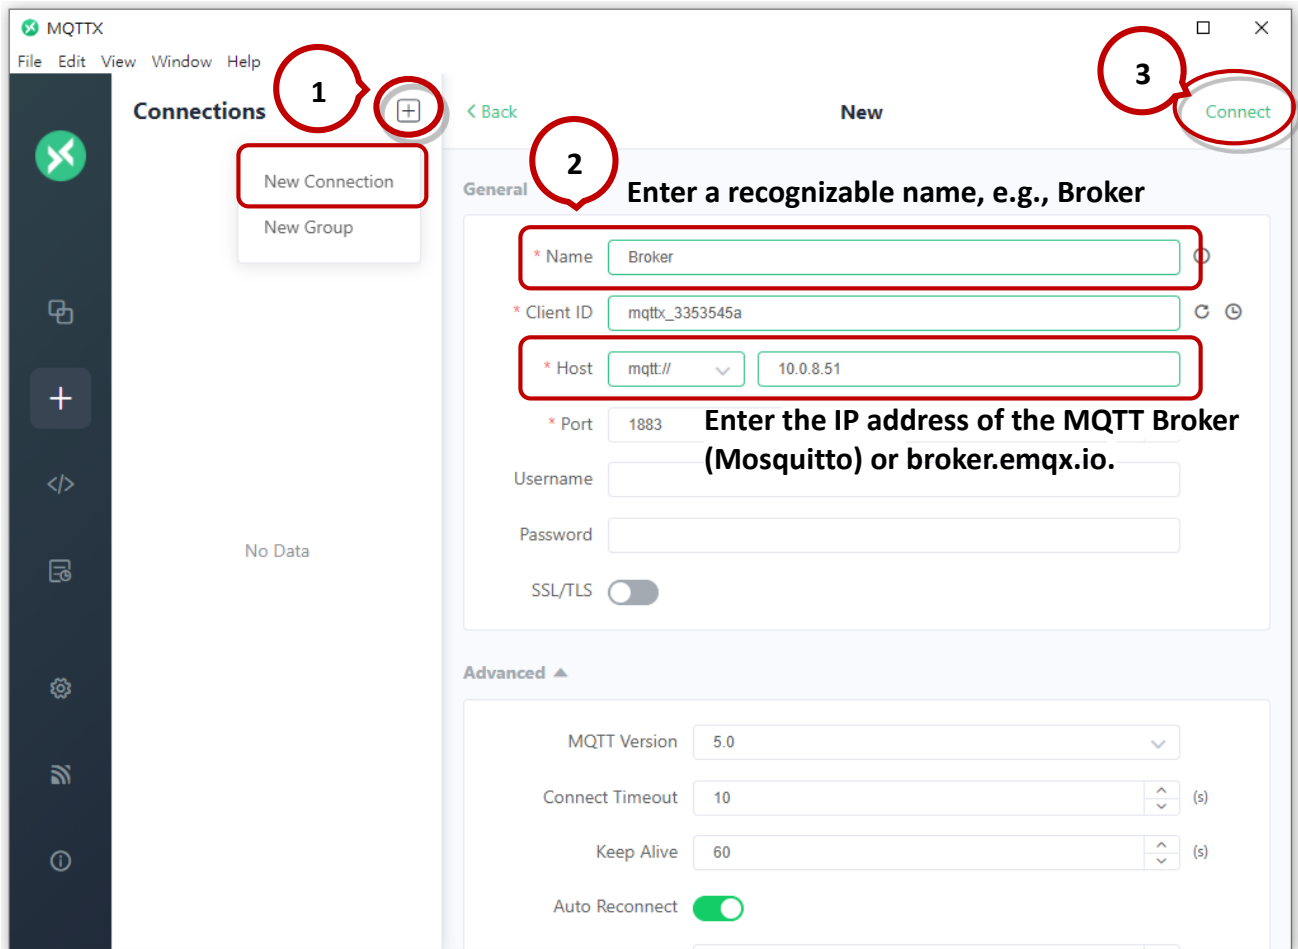 MQTTX
File Edit View Window Help
1
3
Connections
Back
New
Connect
2
New Connection
New Group
General
Enter a recognizable name, e.g., Broker
* Name Broker
* Client ID mqttx_3353545a
* Host mqtt:// 10.0.8.51
* Port 1883
Enter the IP address of the MQTT Broker
(Mosquitto) or broker.emqx.io.
Username
Password
No Data
SSL/TLS
Advanced
MQTT Version 5.0
Connect Timeout 10 (s)
Keep Alive 60 (s)
Auto Reconnect